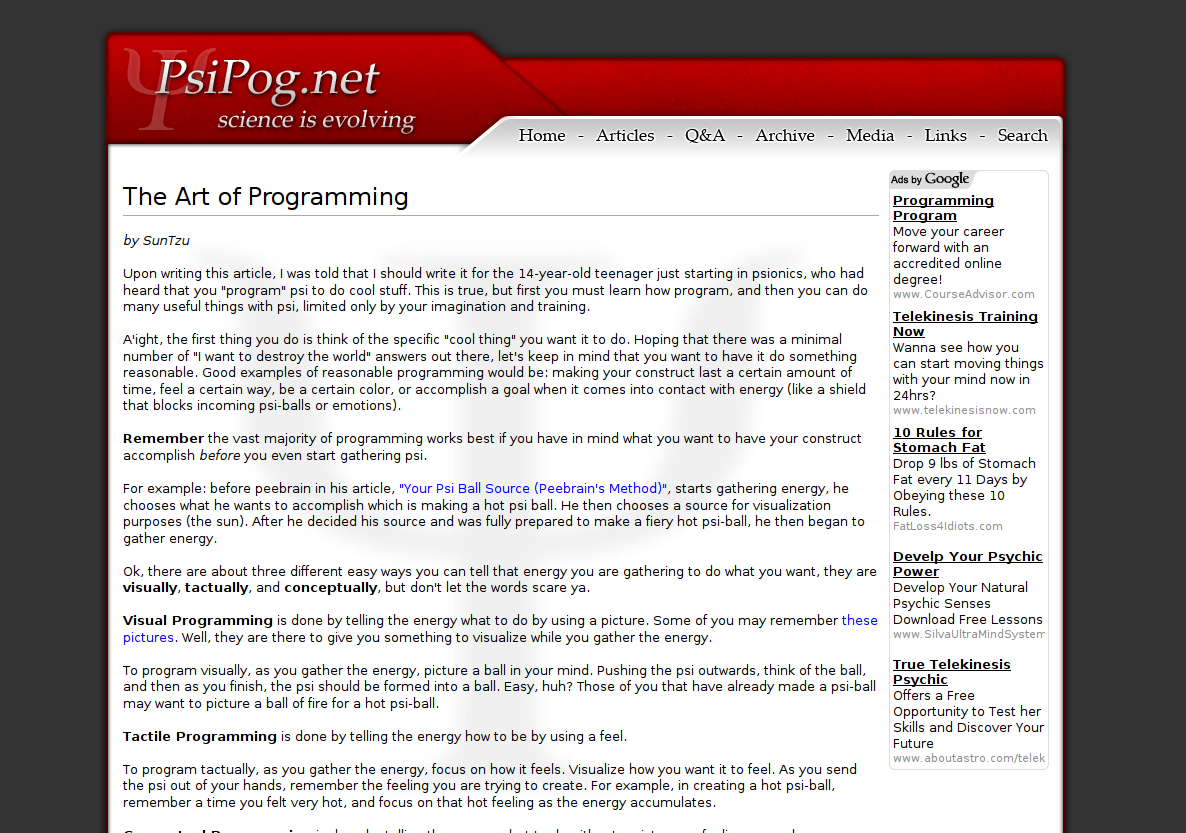 PsiPog.net
science is evolving
Home - Articles - Q&A - Archive - Media - Links - Search
The Art of Programming
by SunTzu
Upon writing this article, I was told that I should write it for the 14-year-old teenager just starting in psionics, who had
heard that you "program" psi to do cool stuff. This is true, but first you must learn how program, and then you can do
many useful things with psi, limited only by your imagination and training.
A'ight, the first thing you do is think of the specific "cool thing" you want it to do. Hoping that there was a minimal
number of "I want to destroy the world" answers out there, let's keep in mind that you want to have it do something
reasonable. Good examples of reasonable programming would be: making your construct last a certain amount of
time, feel a certain way, be a certain color, or accomplish a goal when it comes into contact with energy (like a shield
that blocks incoming psi-balls or emotions).
Remember the vast majority of programming works best if you have in mind what you want to have your construct
accomplish before you even start gathering psi.
For example: before peebrain in his article, "Your Psi Ball Source (Peebrain's Method)", starts gathering energy, he
chooses what he wants to accomplish which is making a hot psi ball. He then chooses a source for visualization
purposes (the sun). After he decided his source and was fully prepared to make a fiery hot psi-ball, he then began to
gather energy.
Ok, there are about three different easy ways you can tell that energy you are gathering to do what you want, they are
visually, tactually, and conceptually, but don't let the words scare ya.
Visual Programming is done by telling the energy what to do by using a picture. Some of you may remember these
pictures. Well, they are there to give you something to visualize while you gather the energy.
To program visually, as you gather the energy, picture a ball in your mind. Pushing the psi outwards, think of the ball,
and then as you finish, the psi should be formed into a ball. Easy, huh? Those of you that have already made a psi-ball
may want to picture a ball of fire for a hot psi-ball.
Tactile Programming is done by telling the energy how to be by using a feel.
To program tactually, as you gather the energy, focus on how it feels. Visualize how you want it to feel. As you send
the psi out of your hands, remember the feeling you are trying to create. For example, in creating a hot psi-ball,
remember a time you felt very hot, and focus on that hot feeling as the energy accumulates.
Ads by Google
Programming
Program
Move your career
forward with an
accredited online
degree!
www.CourseAdvisor.com
Telekinesis Training
Now
Wanna see how you
can start moving things
with your mind now in
24hrs?
www.telekinesisnow.com
10 Rules for
Stomach Fat
Drop 9 lbs of Stomach
Fat every 11 Days by
Obeying these 10
Rules.
FatLoss4Idiots.com
Develp Your Psychic
Power
Develop Your Natural
Psychic Senses
Download Free Lessons
www.SilvaUltraMindSystem
True Telekinesis
Psychic
Offers a Free
Opportunity to Test her
Skills and Discover Your
Future
www.aboutastro.com/telek